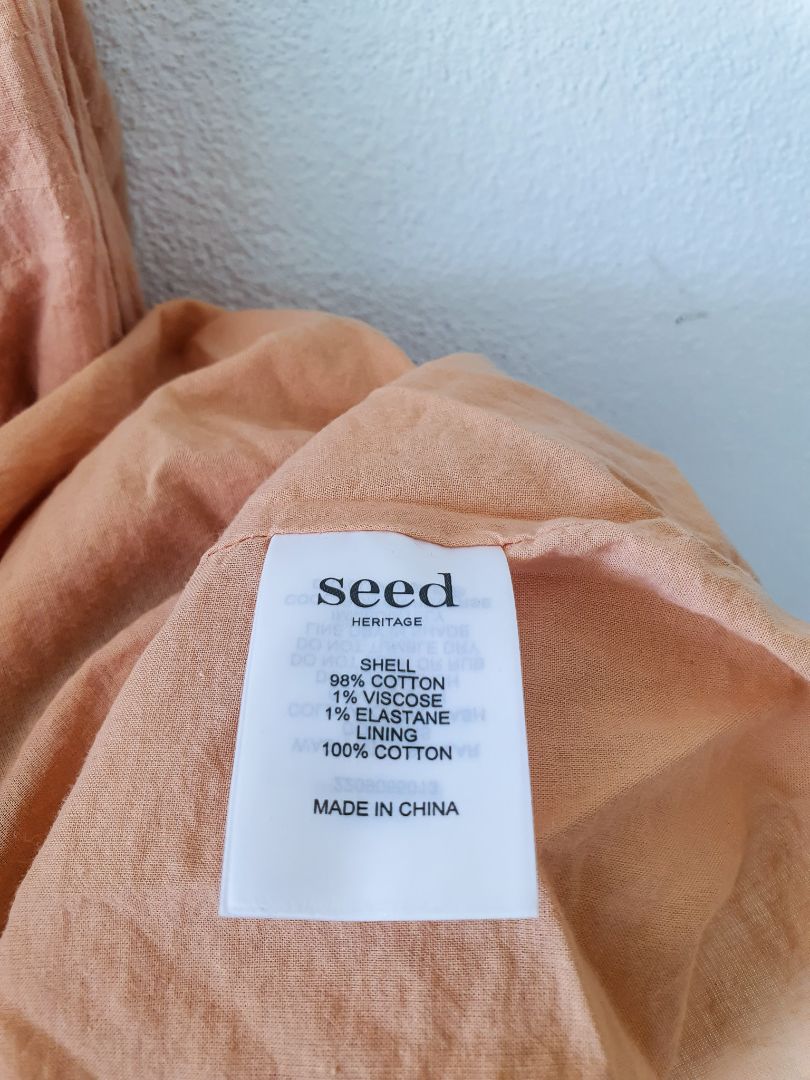 seed
HERITAGE
SHELL
98% COTTON
1% VISCOSE
1% ELASTANE
LINING
100% COTTON
MADE IN CHINA